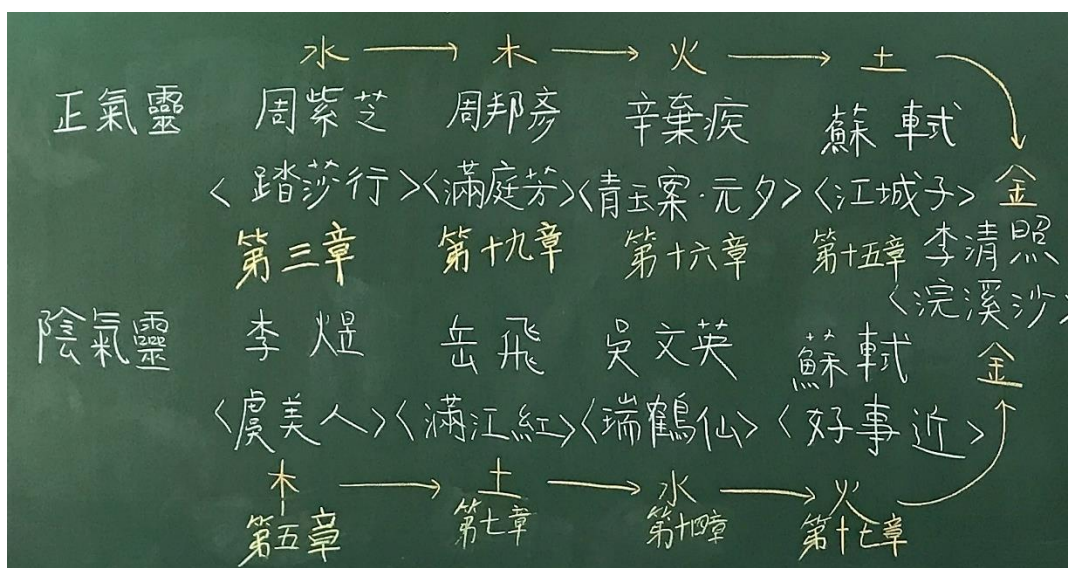 水 → 木 → 火 → 土
正氣靈 周紫芝 周邦彥 辛棄疾 蘇軾
<踏莎行><滿庭芳><青玉案·元夕><江城子> 金
第三章 第十九章 第十六章 第十五章 李清照
<浣溪沙>
陰氣靈 李煜 岳飛 吳文英 蘇軾 金
<虞美人><滿江紅><瑞鶴仙><好事近>
木 → 土 → 水 → 火
第五章 第七章 第十四章 第十七章